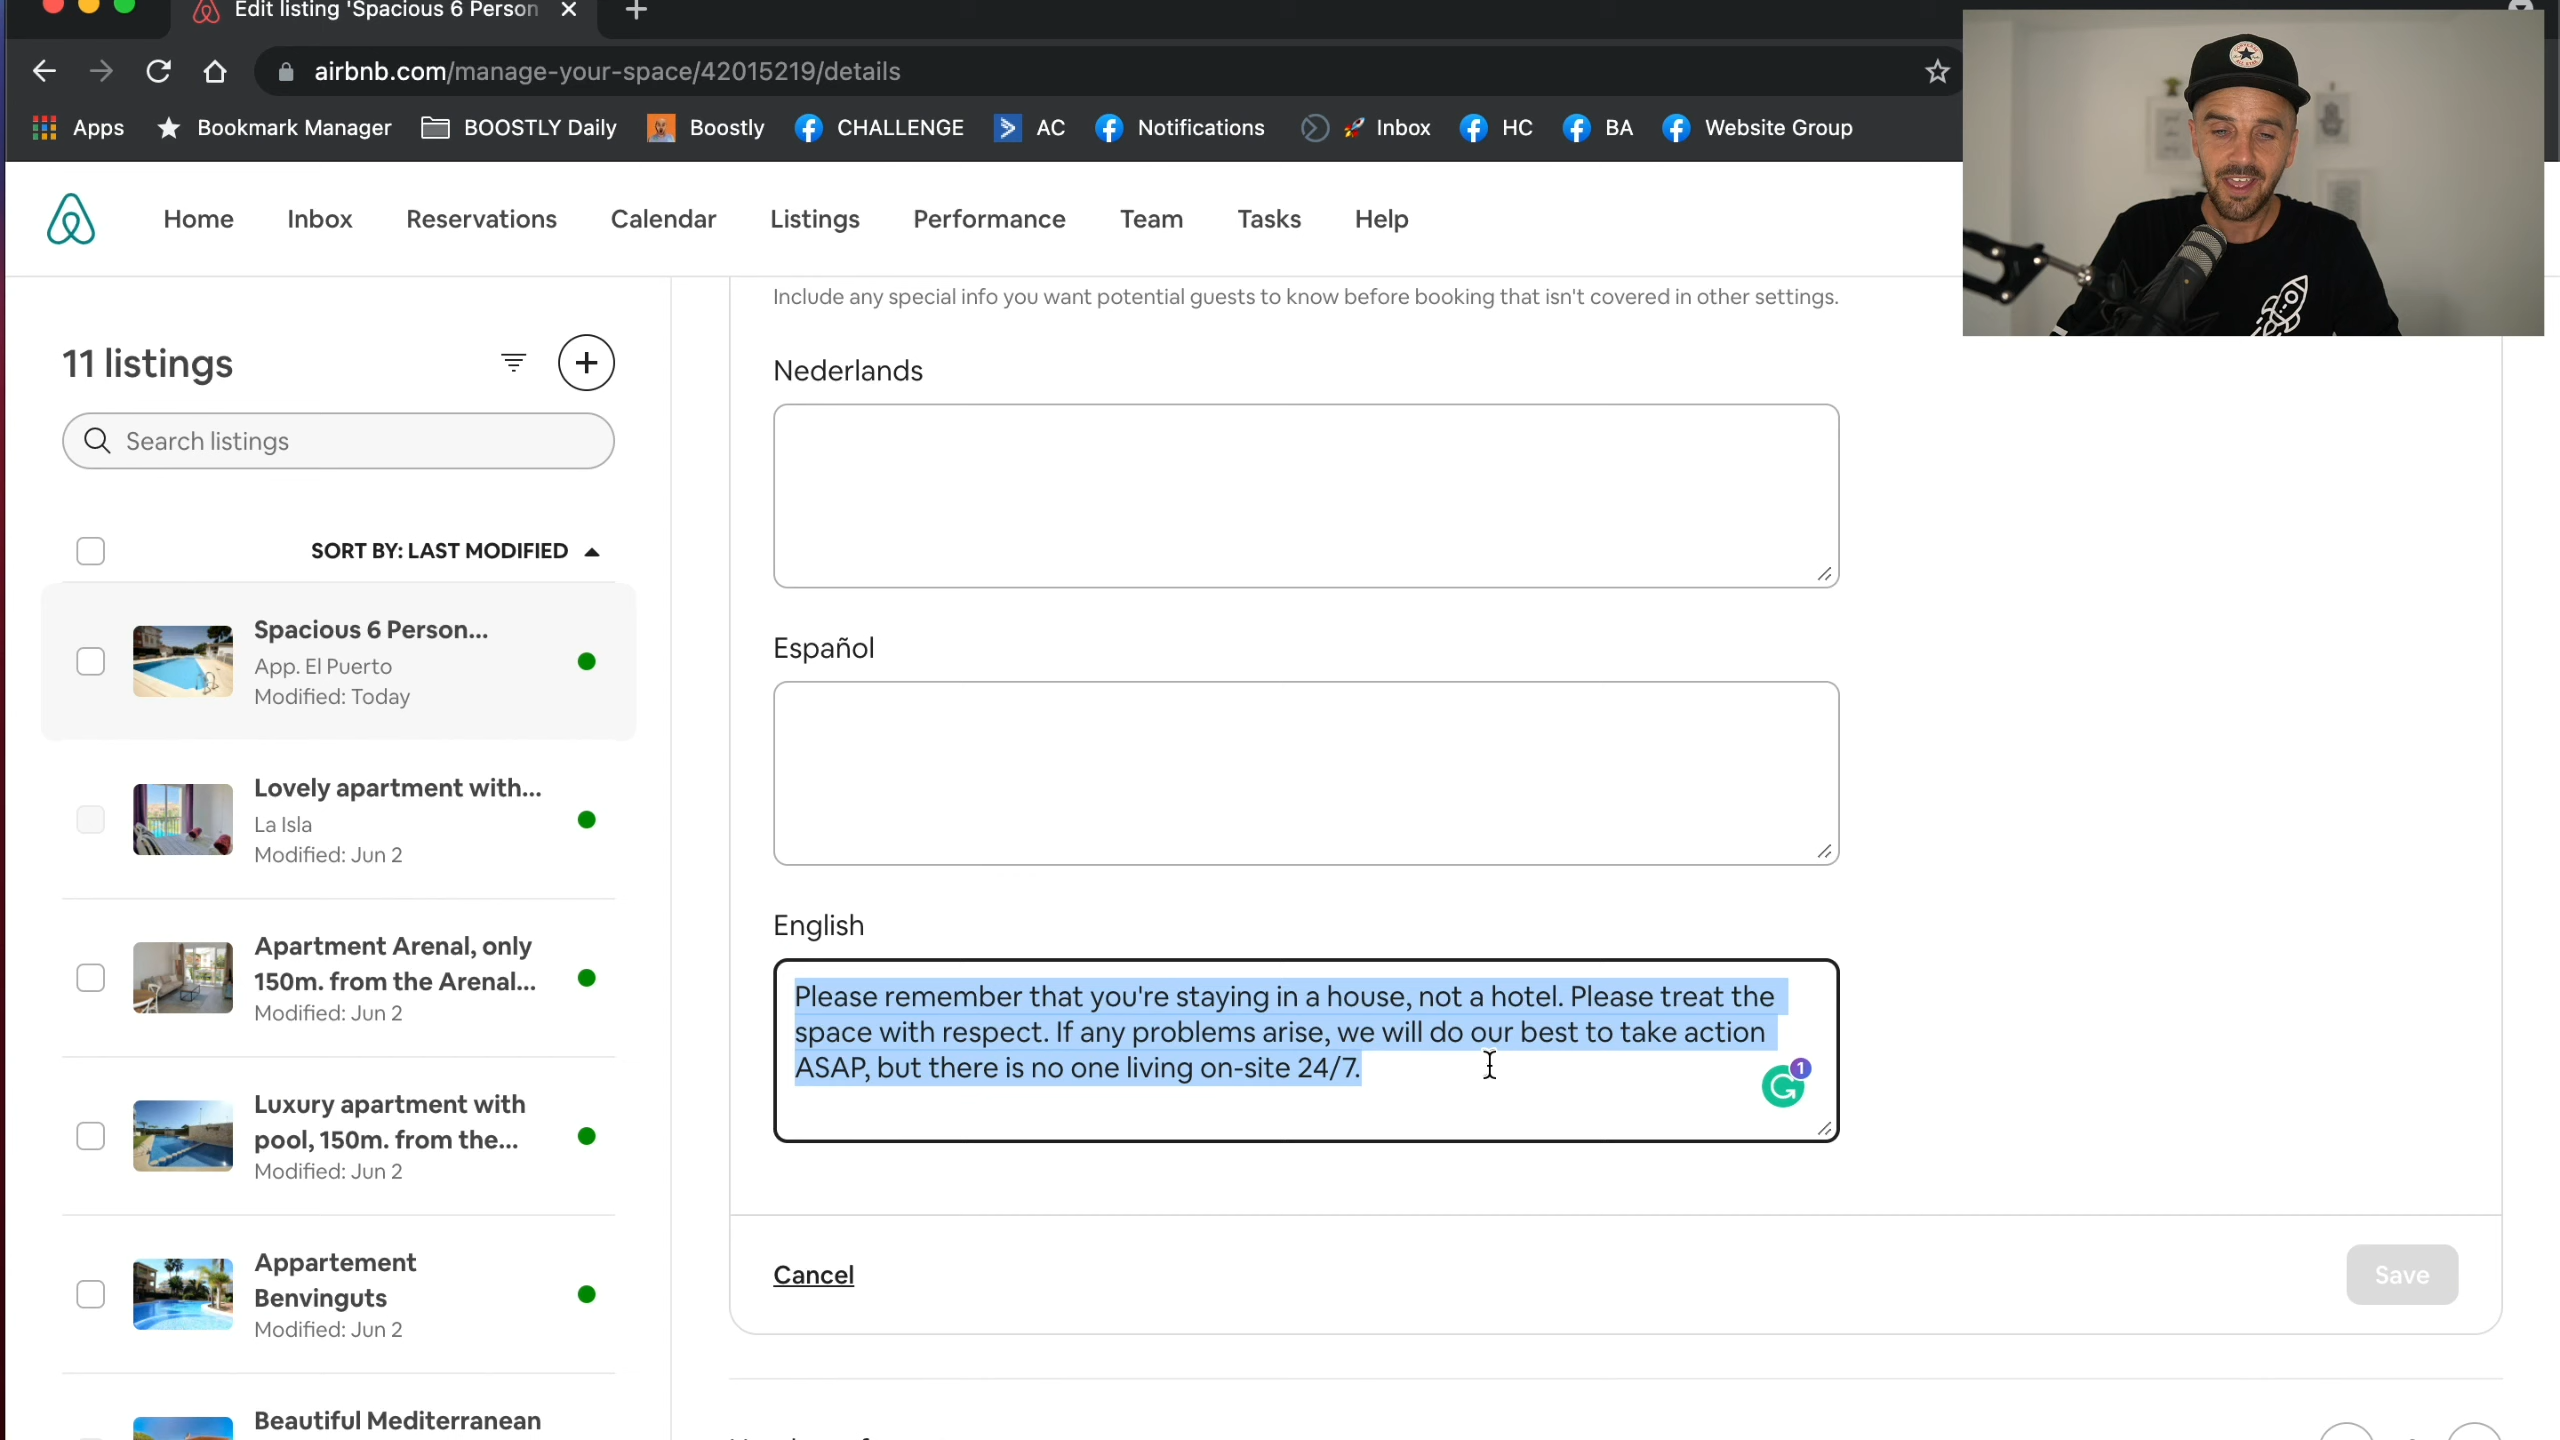 Edit listing 'Spacious 6 Person
airbnb.com/manage-your-space/42015219/details
Apps
Bookmark Manager
BOOSTLY Daily
Boostly
CHALLENGE
AC
Notifications
Inbox
HC
BA
Website Group
Home
Inbox
Reservations
Calendar
Listings
Performance
Team
Tasks
Help
11 listings
Search listings
SORT BY: LAST MODIFIED
Spacious 6 Person...
App. El Puerto
Modified: Today
Lovely apartment with...
La Isla
Modified: Jun 2
Apartment Arenal, only
150m. from the Arenal...
Modified: Jun 2
Luxury apartment with
pool, 150m. from the...
Modified: Jun 2
Appartement
Benvinguts
Modified: Jun 2
Beautiful Mediterranean
Include any special info you want potential guests to know before booking that isn't covered in other settings.
Nederlands
Español
English
Please remember that you're staying in a house, not a hotel. Please treat the
space with respect. If any problems arise, we will do our best to take action
ASAP, but there is no one living on-site 24/7.
1
Cancel
Save